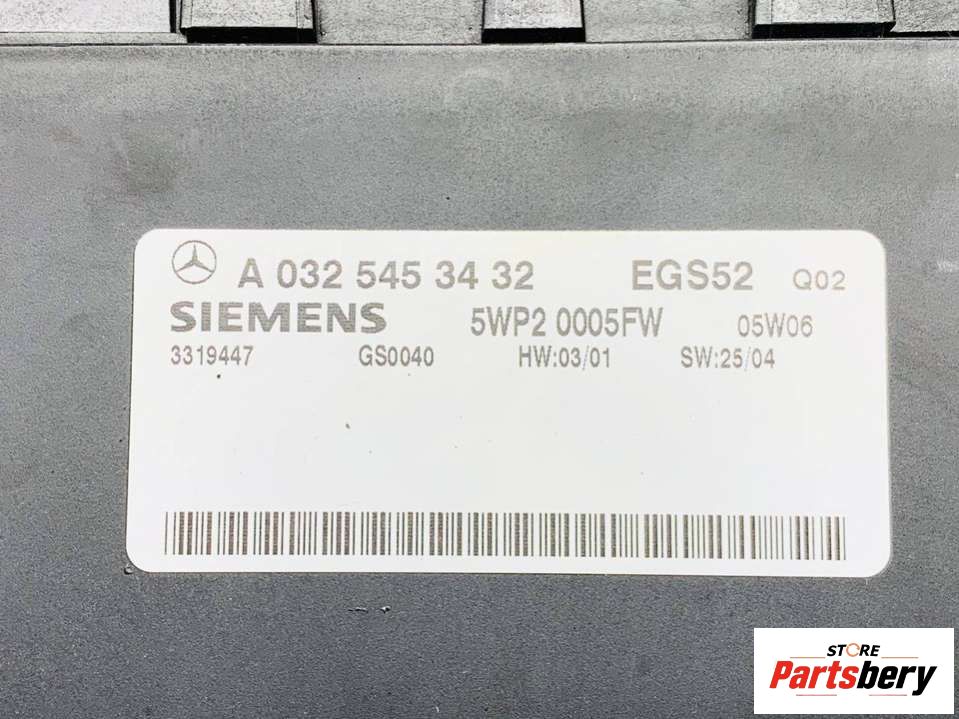 A 032 545 34 32 EGS52 Q02
SIEMENS 5WP2 0005FW 05W06
3319447 GS0040 HW:03/01 SW:25/04
STORE
Partsbery